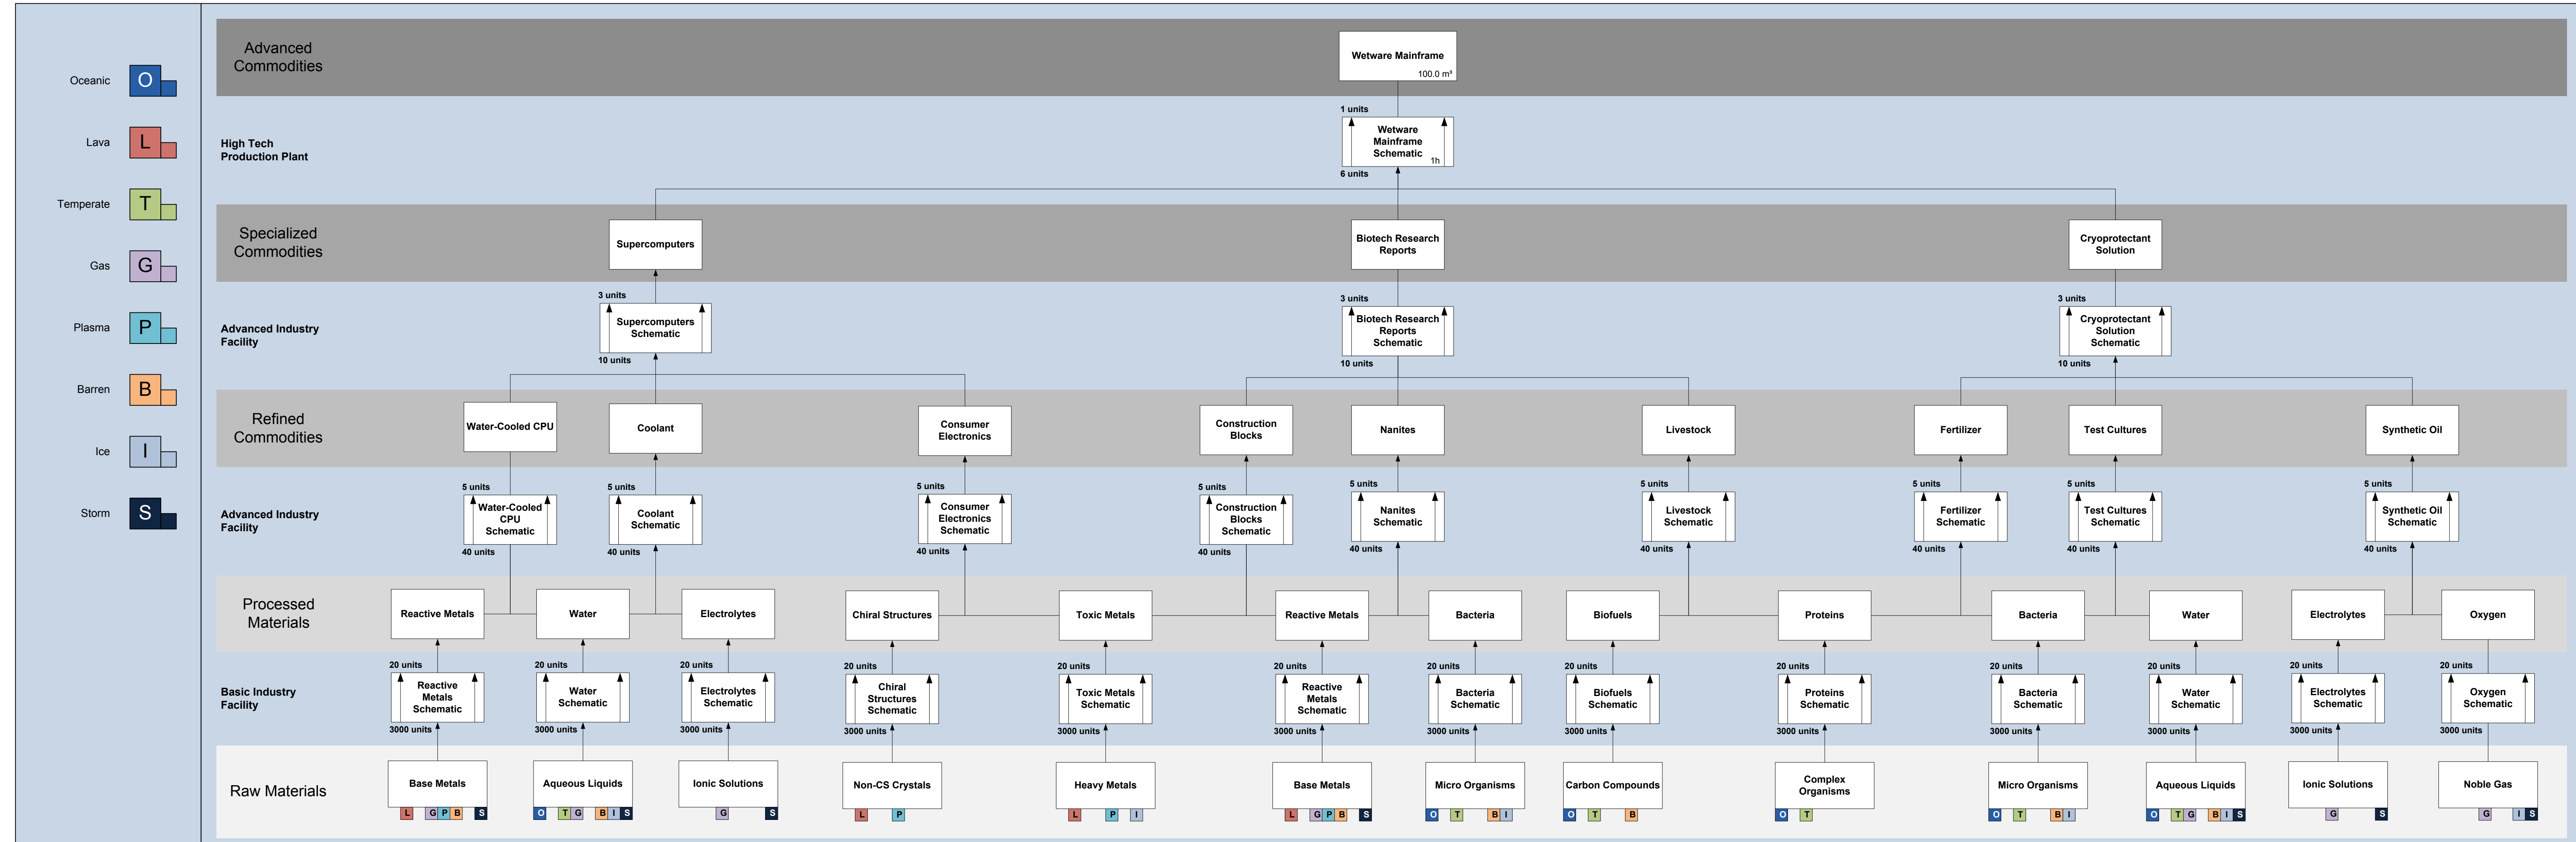 Oceanic
O
Lava
L
Temperate
T
Gas
G
Plasma
P
Barren
B
Ice
I
Storm
S
Advanced
Commodities
Wetware Mainframe
100.0 m³
1 units
High Tech
Production Plant
Wetware
Mainframe
Schematic
1h
6 units
Specialized
Commodities
Supercomputers
Biotech Research
Reports
Cryoprotectant
Solution
Advanced Industry
Facility
3 units
Supercomputers
Schematic
10 units
3 units
Biotech Research
Reports
Schematic
10 units
3 units
Cryoprotectant
Solution
Schematic
10 units
Refined
Commodities
Water-Cooled CPU
Coolant
Consumer
Electronics
Construction
Blocks
Nanites
Livestock
Fertilizer
Test Cultures
Synthetic Oil
Advanced Industry
Facility
5 units
Water-Cooled
CPU
Schematic
40 units
5 units
Coolant
Schematic
40 units
5 units
Consumer
Electronics
Schematic
40 units
5 units
Construction
Blocks
Schematic
40 units
5 units
Nanites
Schematic
40 units
5 units
Livestock
Schematic
40 units
5 units
Fertilizer
Schematic
40 units
5 units
Test Cultures
Schematic
40 units
5 units
Synthetic Oil
Schematic
40 units
Processed
Materials
Reactive Metals
Water
Electrolytes
Chiral Structures
Toxic Metals
Reactive Metals
Bacteria
Biofuels
Proteins
Bacteria
Water
Electrolytes
Oxygen
Basic Industry
Facility
20 units
Reactive
Metals
Schematic
3000 units
20 units
Water
Schematic
3000 units
20 units
Electrolytes
Schematic
3000 units
20 units
Chiral
Structures
Schematic
3000 units
20 units
Toxic Metals
Schematic
3000 units
20 units
Reactive
Metals
Schematic
3000 units
20 units
Bacteria
Schematic
3000 units
20 units
Biofuels
Schematic
3000 units
20 units
Proteins
Schematic
3000 units
20 units
Bacteria
Schematic
3000 units
20 units
Water
Schematic
3000 units
20 units
Electrolytes
Schematic
3000 units
20 units
Oxygen
Schematic
3000 units
Raw Materials
Base Metals
L G P B S
Aqueous Liquids
O T G B I S
Ionic Solutions
G S
Non-CS Crystals
L P
Heavy Metals
L P I
Base Metals
L G P B S
Micro Organisms
O T B I
Carbon Compounds
O T B
Complex
Organisms
O T
Micro Organisms
O T B I
Aqueous Liquids
O T G B I S
Ionic Solutions
G S
Noble Gas
G I S